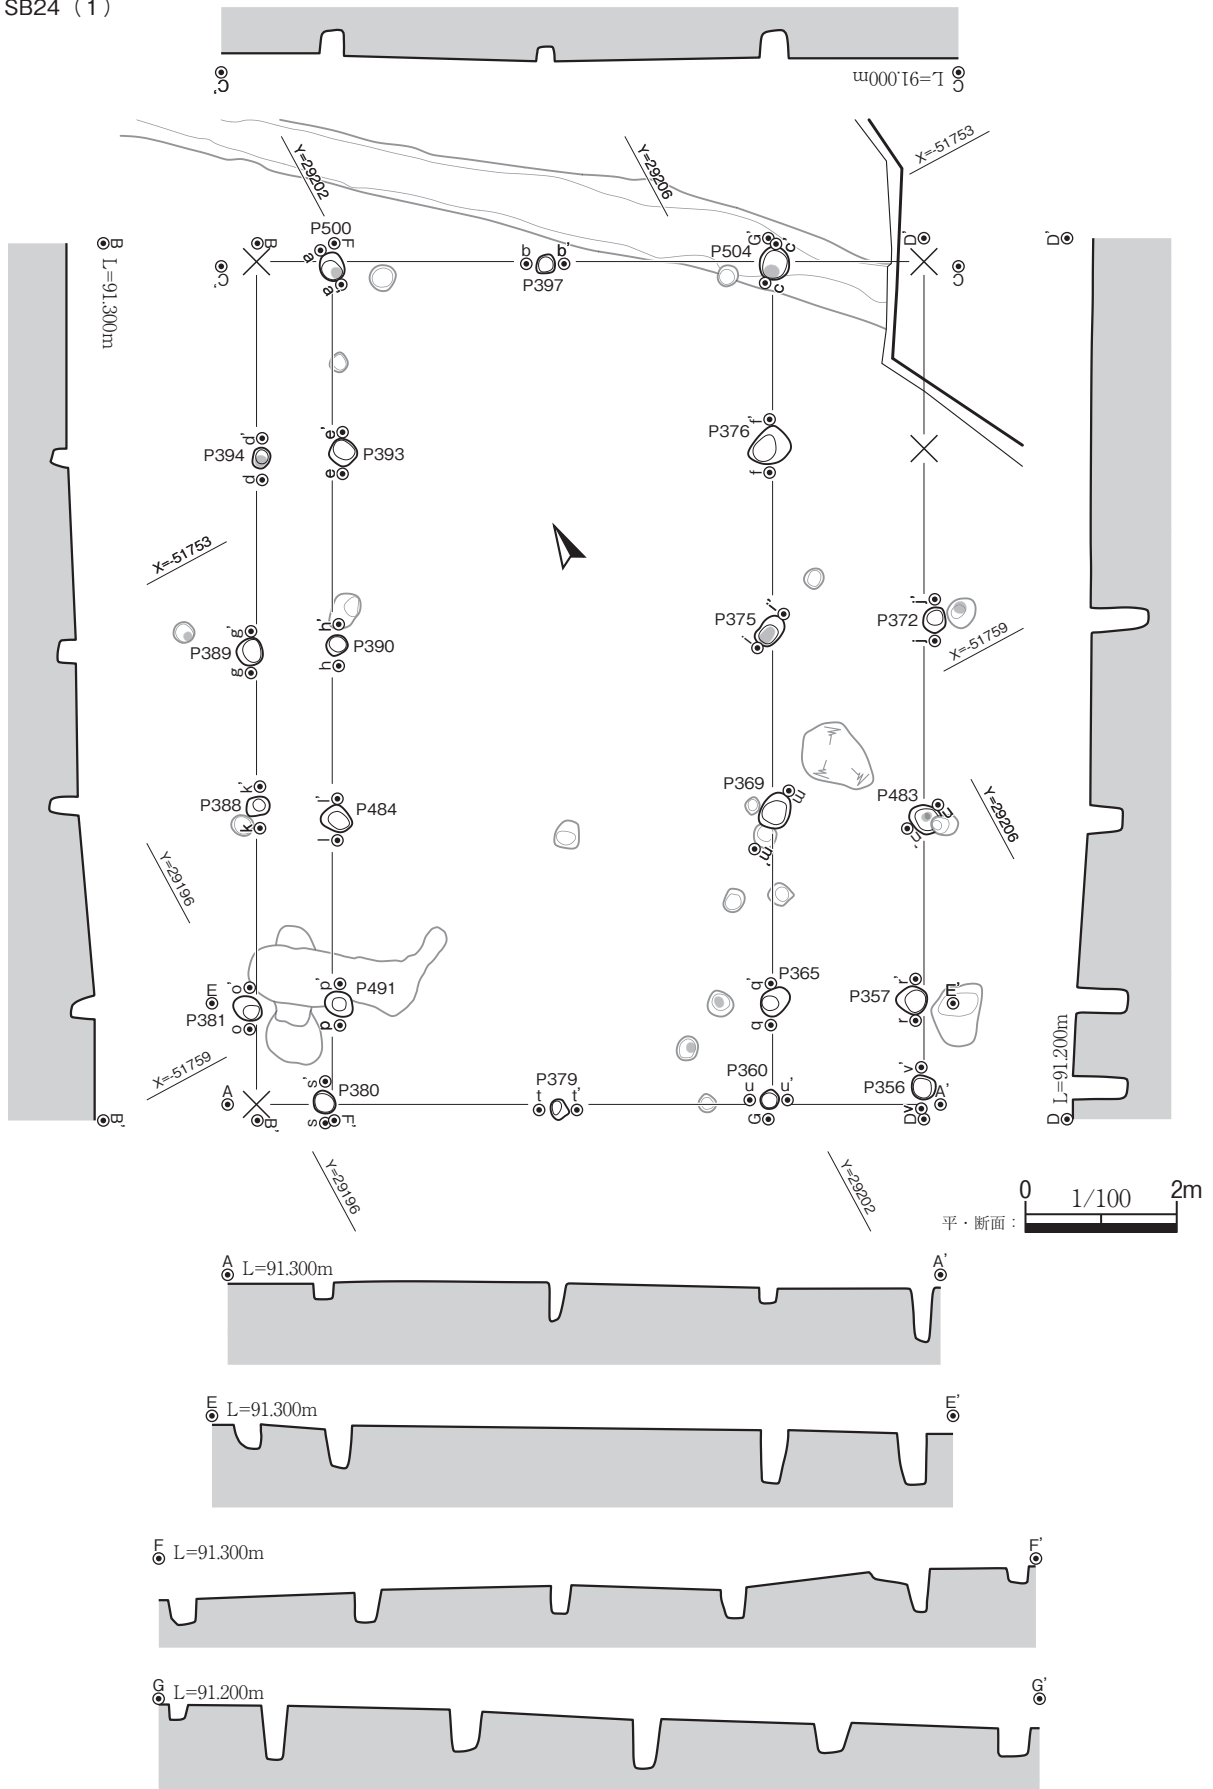 SB24（1）
C'
L=91.000m
C
Y=29202
Y=29206
X=-51753
P500
B
B
F
a
a'
C'
L=91.300m
b
b'
P397
P504
G'
c'
c
D'
D'
C
d'
P394
d
e'
P393
e
P376
f'
f
X=-51753
g'
P389
g
h'
P390
h
P375
i'
i
j'
P372
j
X=-51759
k'
P388
k
l'
P484
l
P369
m
m'
P483
n
n'
Y=29206
Y=29196
E
o'
P381
o
p'
P491
p
q'
P365
q
r'
P357
r
E'
X=-51759
A
B'
B'
s'
P380
s
F'
P379
t
t'
P360
u
u'
G
v'
P356
v
A'
D
D
L=91.200m
Y=29196
Y=29202
0
1/100
2m
平・断面：
A
L=91.300m
A'
E
L=91.300m
E'
F
L=91.300m
F'
G
L=91.200m
G'